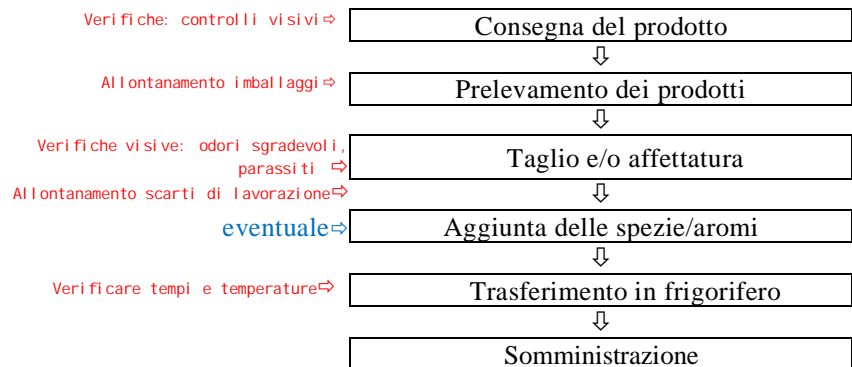 Verifiche: controlli visivi⇨ Consegna del prodotto
⇩
Allontanamento imballaggi⇨ Prelevamento dei prodotti
⇩
Verifiche visive: odori sgradevoli,
parassiti ⇨ Taglio e/o affettatura
Allontanamento scarti di lavorazione⇨ ⇩
eventuale⇨ Aggiunta delle spezie/aromi
⇩
Verificare tempi e temperature⇨ Trasferimento in frigorifero
⇩
Somministrazione